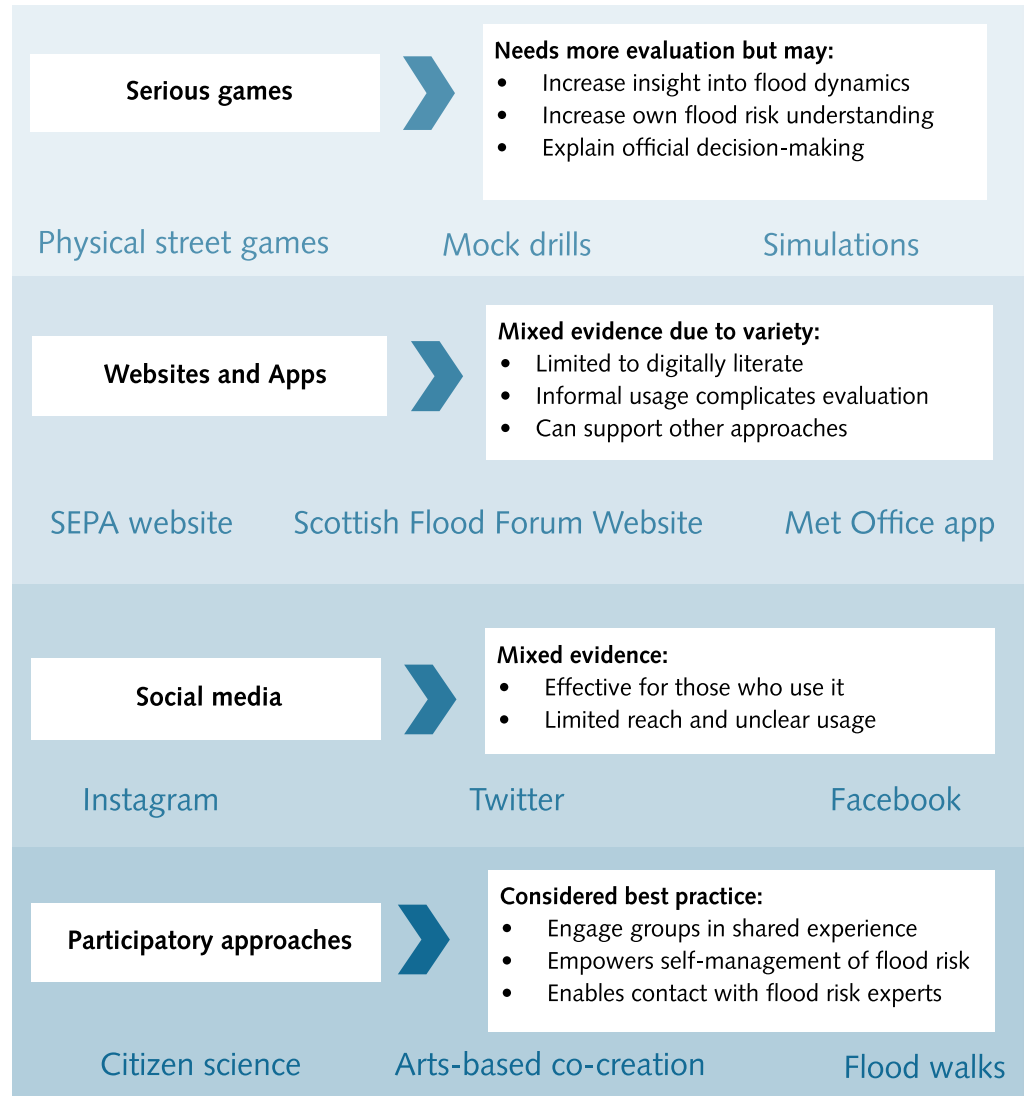 Serious games
Needs more evaluation but may:
• Increase insight into flood dynamics
• Increase own flood risk understanding
• Explain official decision-making
Physical street games
Mock drills
Simulations
Websites and Apps
Mixed evidence due to variety:
• Limited to digitally literate
• Informal usage complicates evaluation
• Can support other approaches
SEPA website
Scottish Flood Forum Website
Met Office app
Social media
Mixed evidence:
• Effective for those who use it
• Limited reach and unclear usage
Instagram
Twitter
Facebook
Participatory approaches
Considered best practice:
• Engage groups in shared experience
• Empowers self-management of flood risk
• Enables contact with flood risk experts
Citizen science
Arts-based co-creation
Flood walks